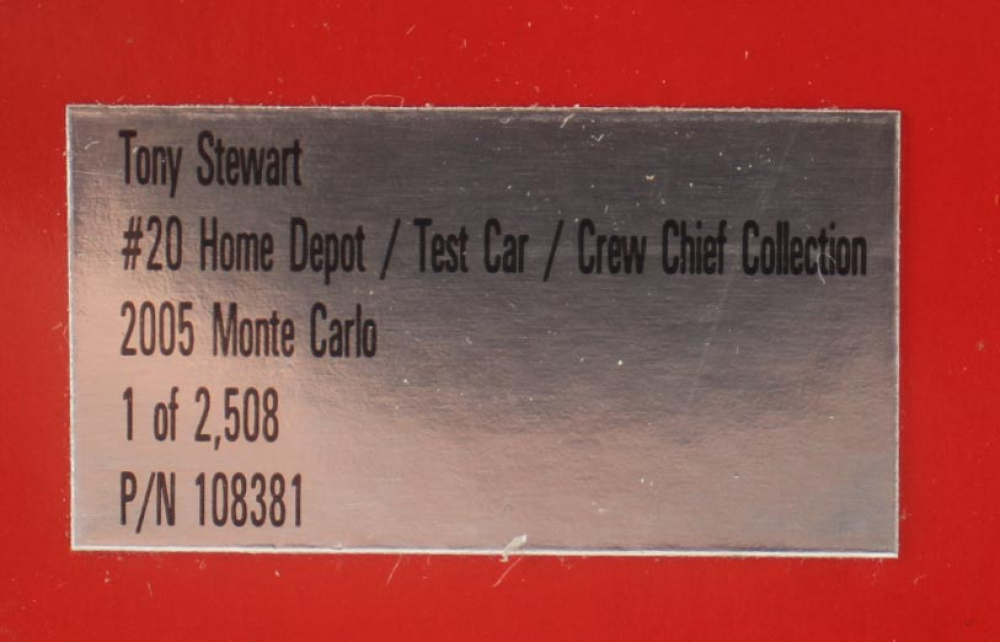 Tony Stewart
#20 Home Depot / Test Car / Crew Chief Collection
2005 Monte Carlo
1 of 2,508
P/N 108381